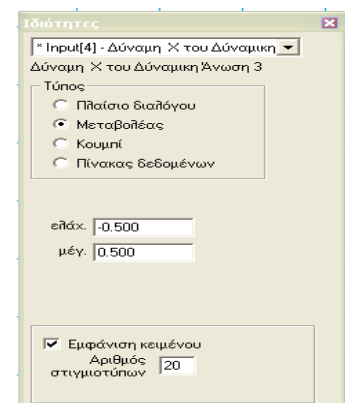 Ιδιότητες
* Input[4] - Δύναμη X του Δύναμικη
Δύναμη X του Δύναμικη Άνωση 3
Τύπος
Πλαίσιο διαλόγου
Μεταβολέας
Κουμπί
Πίνακας δεδομένων
ελάχ. -0.500
μέγ. 0.500
Εμφάνιση κειμένου
Αριθμός
στιγμιοτύπων 20